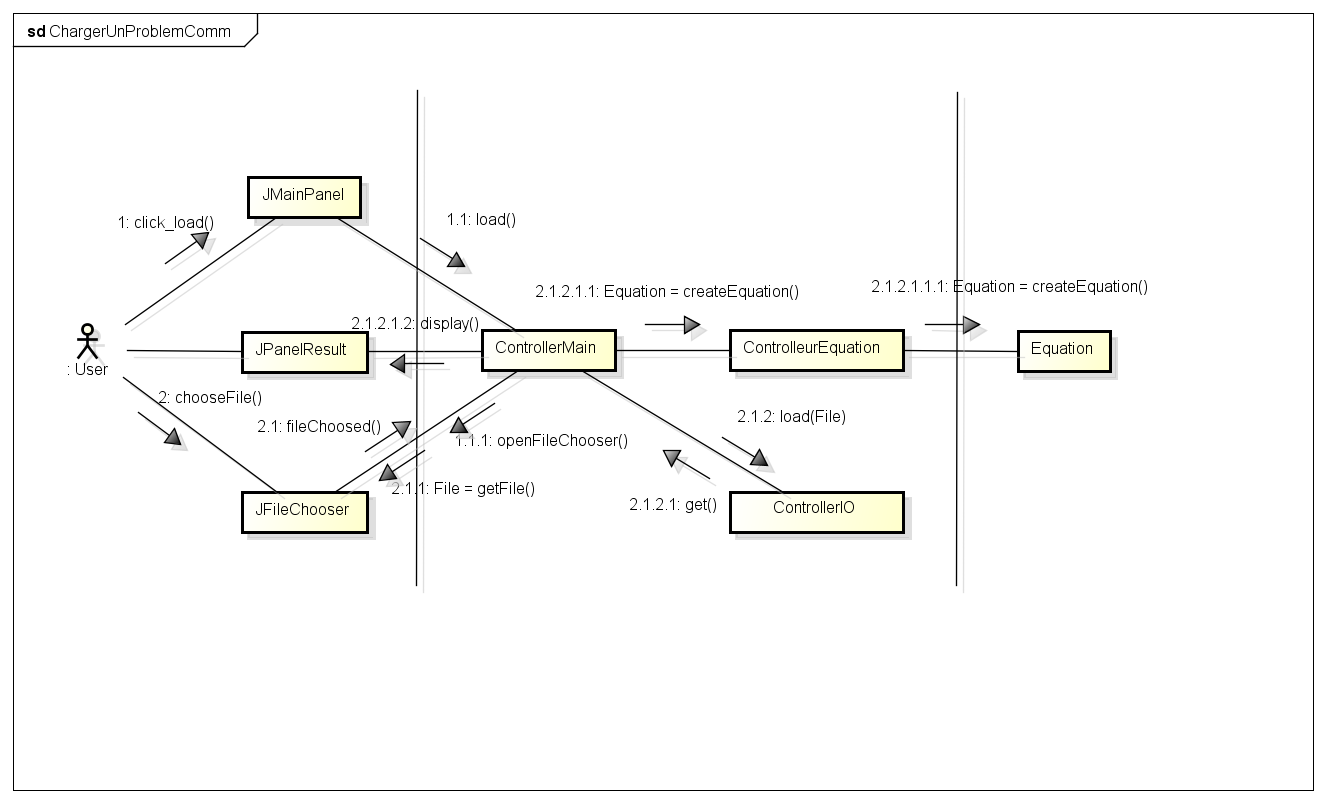 sd ChargerUnProblemComm
JMainPanel
1: click_load()
1.1: load()
2.1.2.1.1: Equation = createEquation()
2.1.2.1.1.1: Equation = createEquation()
2.1.2.1.2: display()
JPanelResult
ControllerMain
ControlleurEquation
Equation
: User
2: chooseFile()
2.1: fileChoosed()
2.1.2: load(File)
1.1.1: openFileChooser()
2.1.1: File = getFile()
2.1.2.1: get()
JFileChooser
ControllerIO